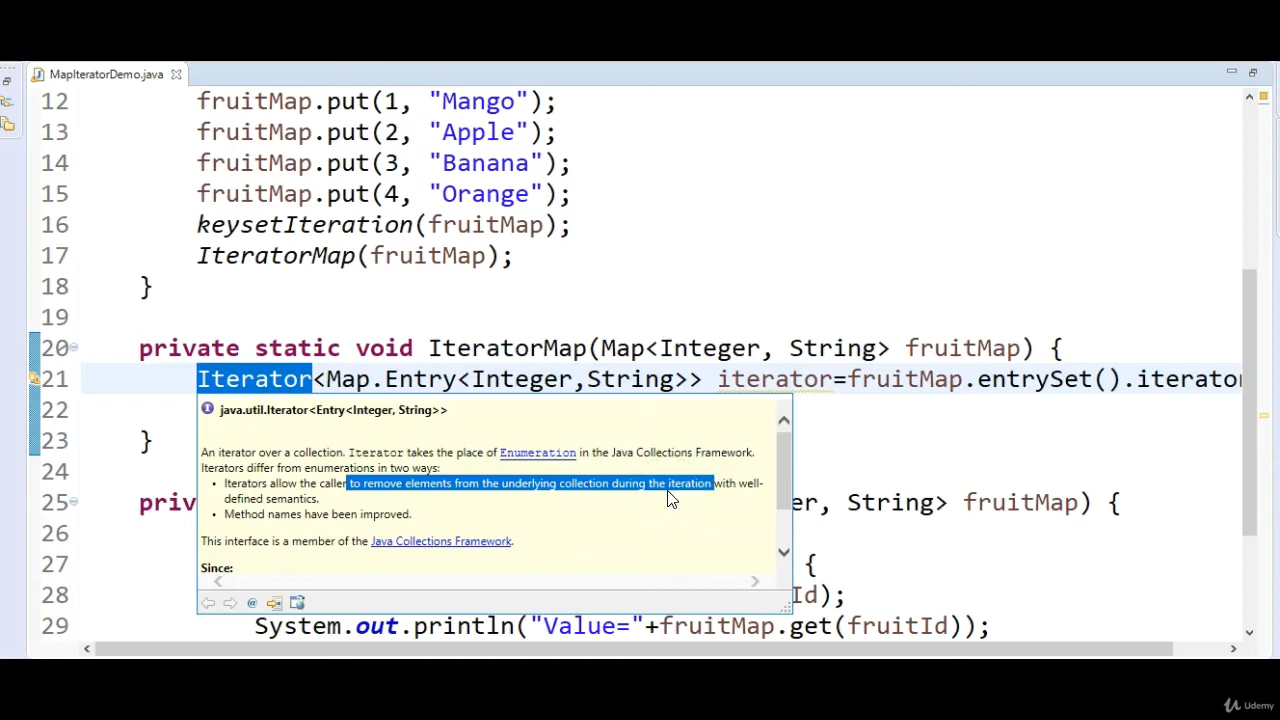 MapIteratorDemo.java
12 fruitMap.put(1, "Mango");
13 fruitMap.put(2, "Apple");
14 fruitMap.put(3, "Banana");
15 fruitMap.put(4, "Orange");
16 keysetIteration(fruitMap);
17 IteratorMap(fruitMap);
18 }
19
20 private static void IteratorMap(Map<Integer, String> fruitMap) {
21 Iterator<Map.Entry<Integer,String>> iterator=fruitMap.entrySet().iterato
22
java.util.Iterator<Entry<Integer, String>>
23 }
An iterator over a collection. Iterator takes the place of Enumeration in the Java Collections Framework.
Iterators differ from enumerations in two ways:
24
• Iterators allow the caller to remove elements from the underlying collection during the iteration with well-
defined semantics.
25 priv er, String> fruitMap) {
• Method names have been improved.
26
This interface is a member of the Java Collections Framework.
27 {
Since:
28 Id);
@
29 System.out.println("Value="+fruitMap.get(fruitId));
Udemy